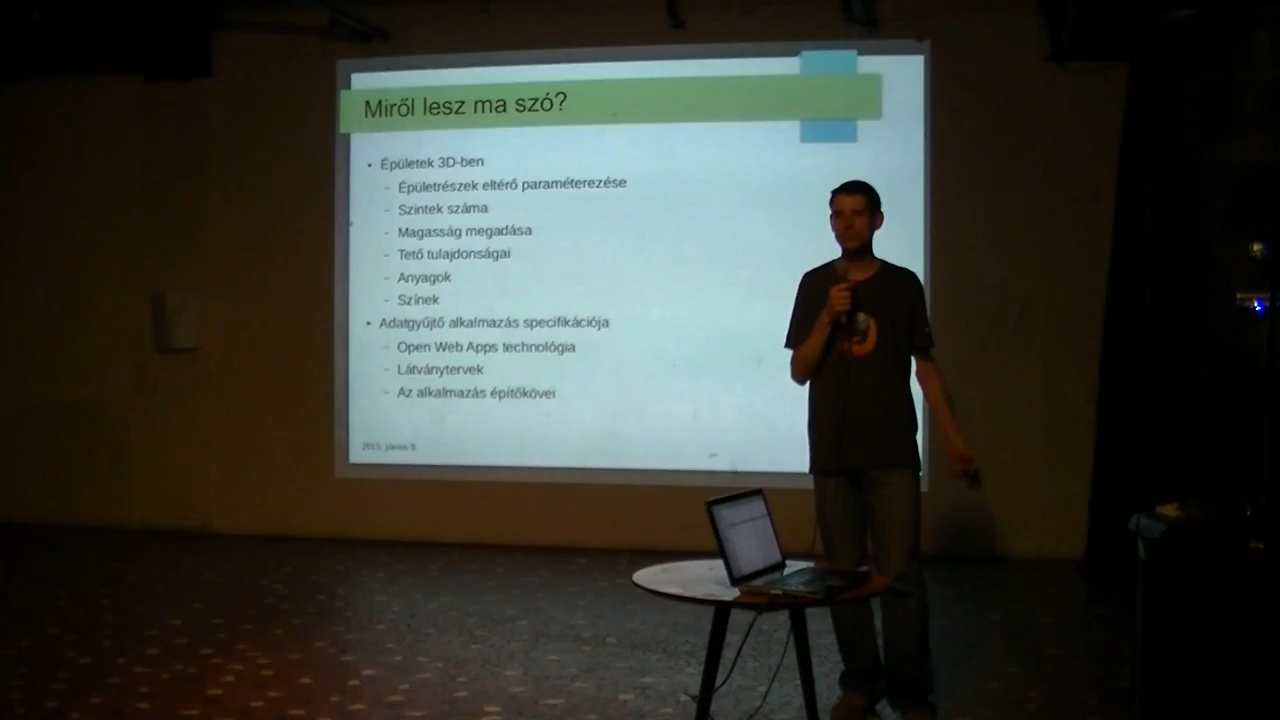 Miről lesz ma szó?
• Épületek 3D-ben
– Épületrészek eltérő paraméterezése
– Szintek száma
– Magasság megadása
– Tető tulajdonságai
– Anyagok
– Színek
• Adatgyűjtő alkalmazás specifikációja
– Open Web Apps technológia
– Látványtervek
– Az alkalmazás építőkövei
2015.